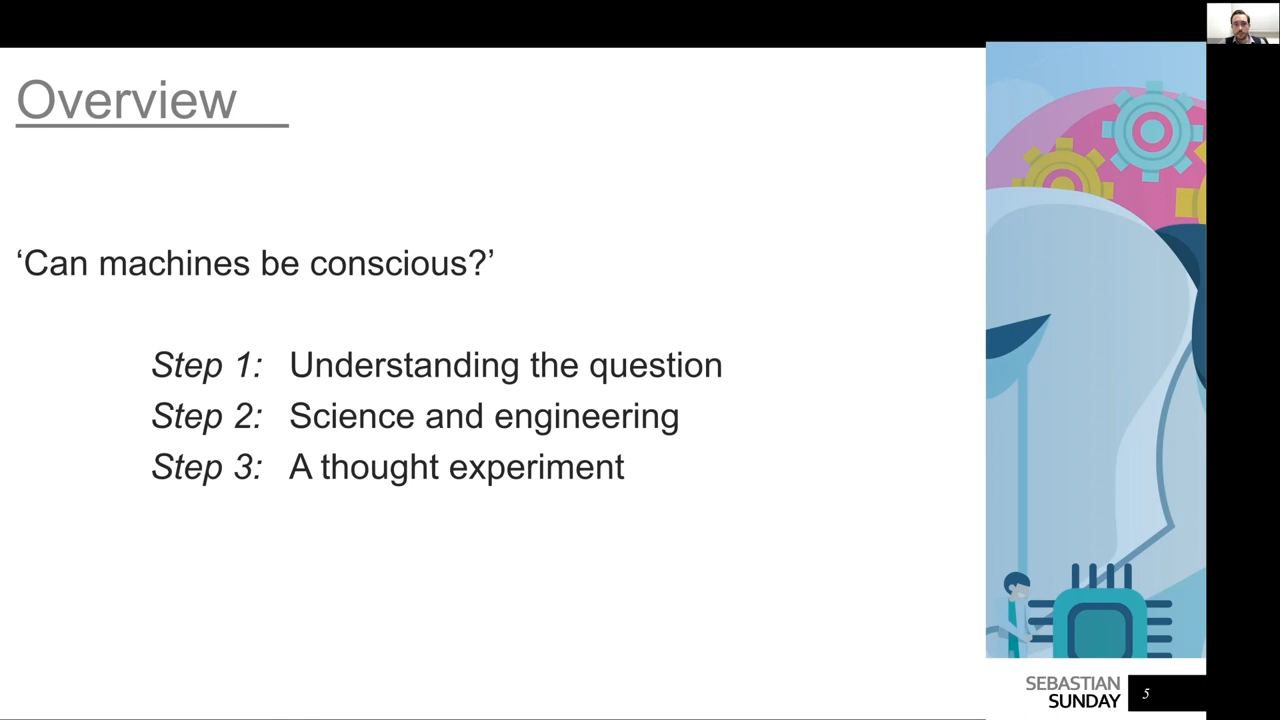 Overview
‘Can machines be conscious?’
Step 1: Understanding the question
Step 2: Science and engineering
Step 3: A thought experiment
SEBASTIAN
SUNDAY
5